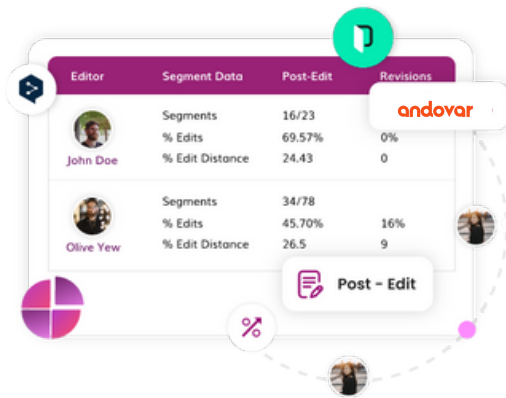 Editor Segment Data Post-Edit Revisions
andovar
Segments 16/23
% Edits 69.57% 0%
John Doe
% Edit Distance 24.43 0
Segments 34/78
% Edits 45.70% 16%
Olive Yew
% Edit Distance 26.5 9
Post - Edit
%